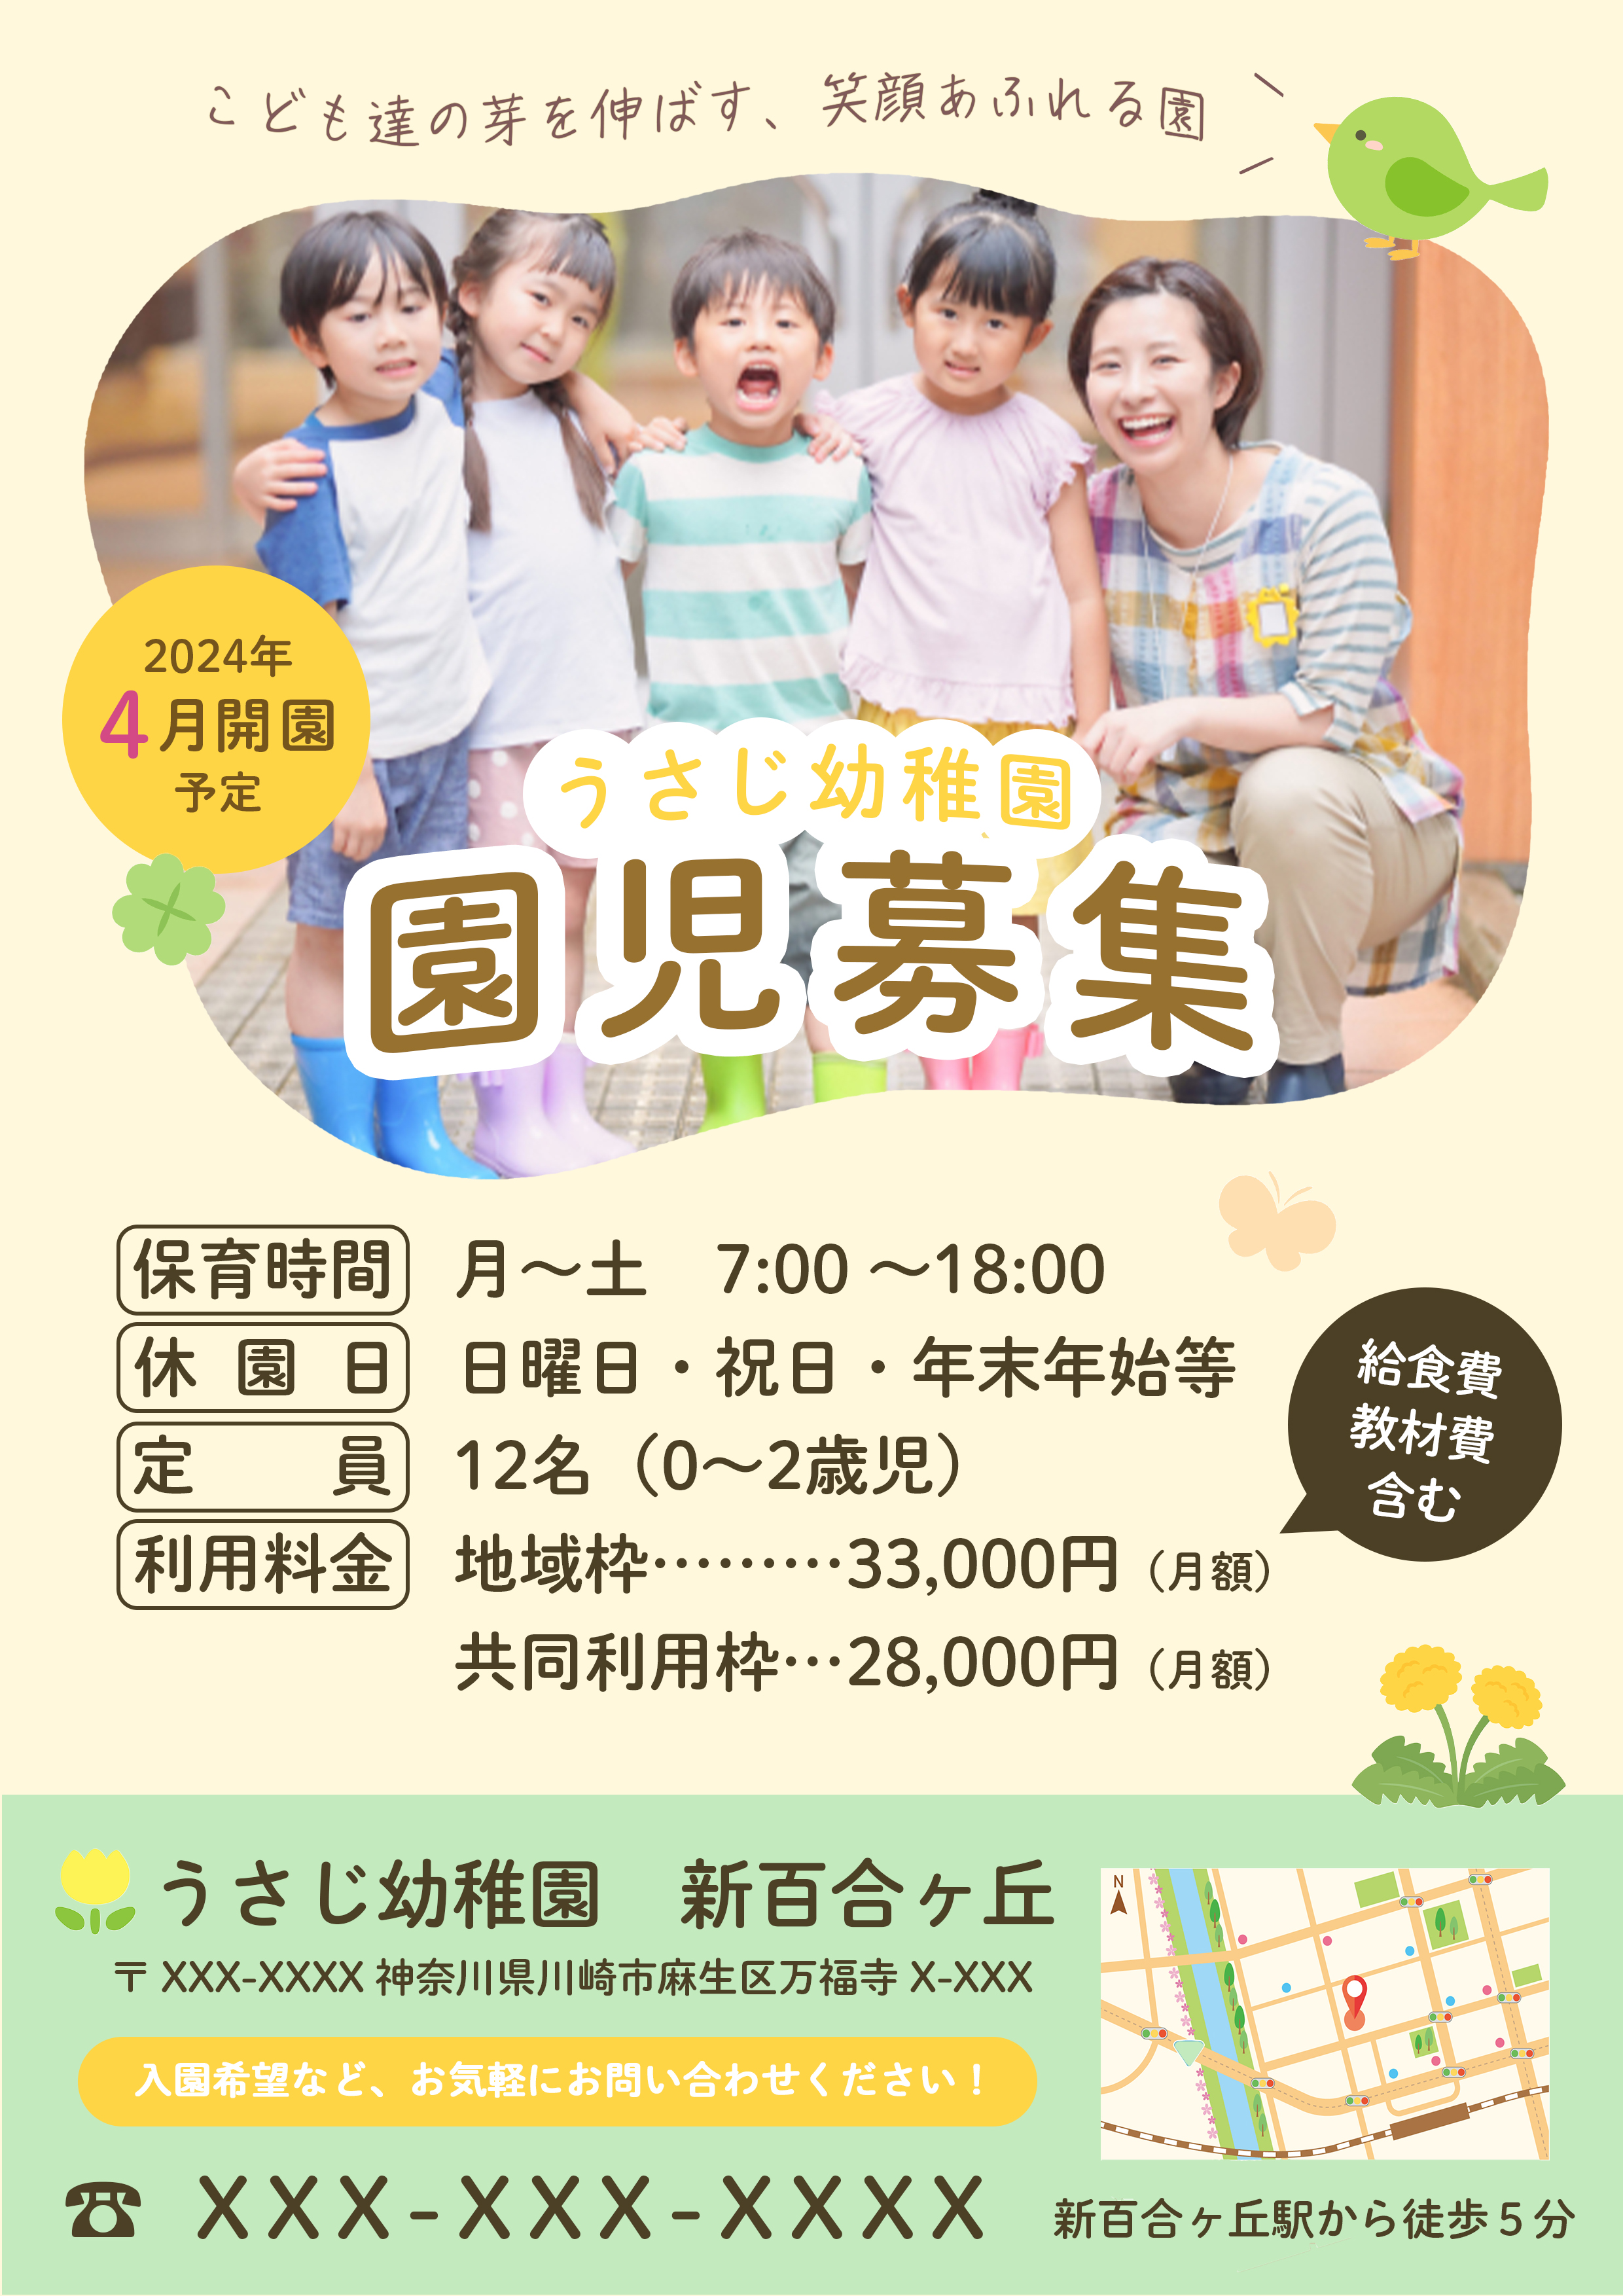 こども達の芽を伸ばす、笑顔あふれる園
2024年
4月開園
予定
うさじ幼稚園
園児募集
保育時間 月〜土 7:00 〜18:00
休園日 日曜日・祝日・年末年始等
定員 12名（0〜2歳児）
利用料金 地域枠………33,000円（月額）
共同利用枠…28,000円（月額）
給食費
教材費
含む
うさじ幼稚園 新百合ヶ丘
〒XXX-XXXX 神奈川県川崎市麻生区万福寺 X-XXX
入園希望など、お気軽にお問い合わせください！
☎ XXX-XXX-XXXX
N
新百合ヶ丘駅から徒歩５分